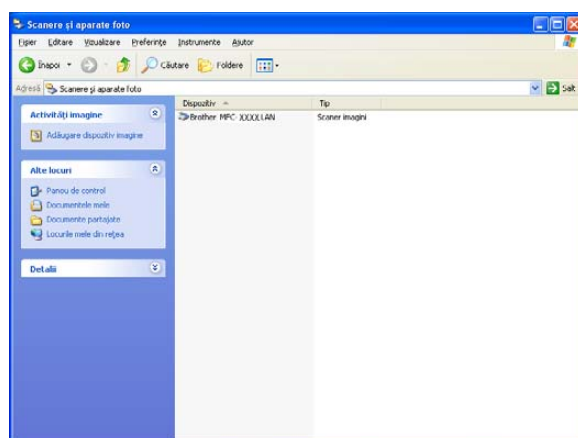 Scanere și aparate foto
Fișier Editare Vizualizare Preferințe Instrumente Ajutor
Înapoi Căutare Foldere
Adresă Scanere și aparate foto Salt
Dispozitiv Tip
Activități imagine
Brother MFC-XXXX LAN Scaner imagini
Adăugare dispozitiv imagine
Alte locuri
Panou de control
Documentele mele
Documente partajate
Locurile mele din rețea
Detalii